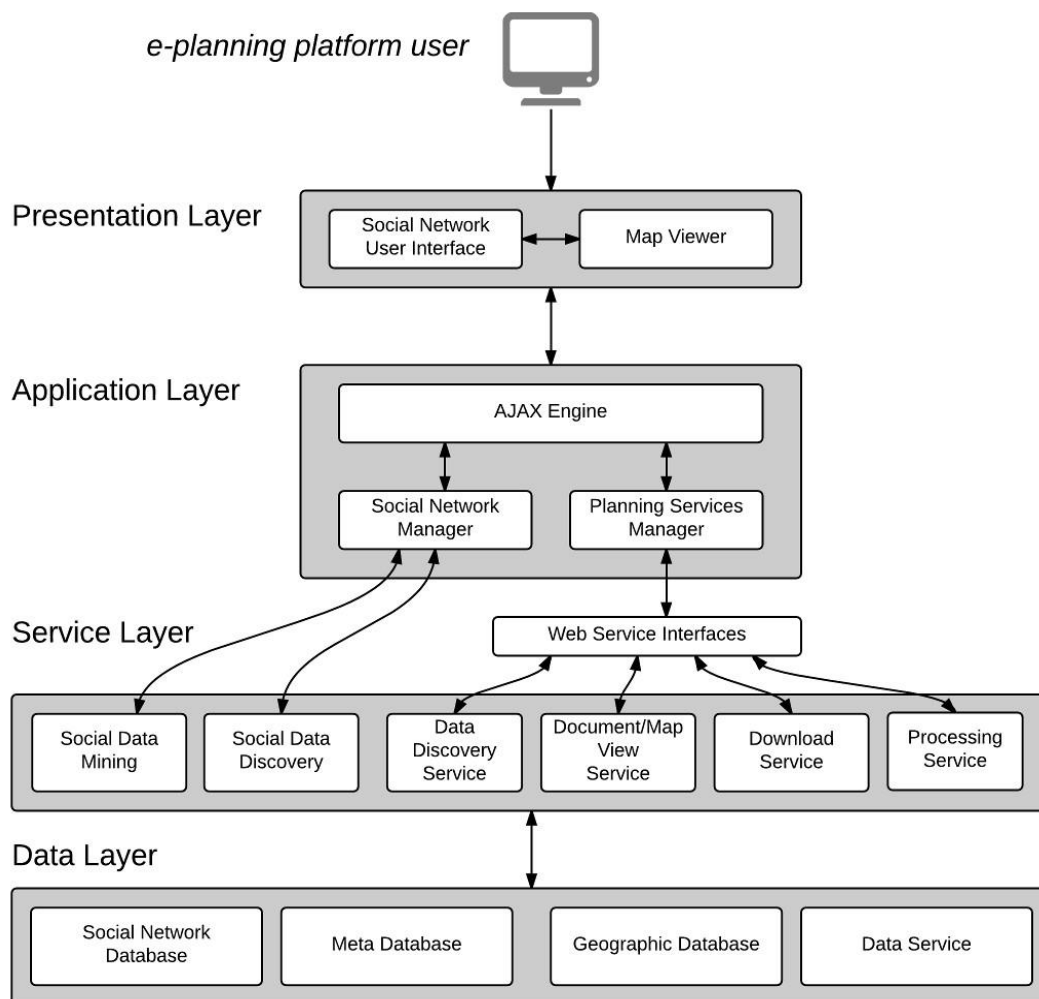 e-planning platform user
Presentation Layer
Social Network
User Interface
Map Viewer
Application Layer
AJAX Engine
Social Network
Manager
Planning Services
Manager
Service Layer
Web Service Interfaces
Social Data
Mining
Social Data
Discovery
Data
Discovery
Service
Document/Map
View
Service
Download
Service
Processing
Service
Data Layer
Social Network
Database
Meta Database
Geographic Database
Data Service